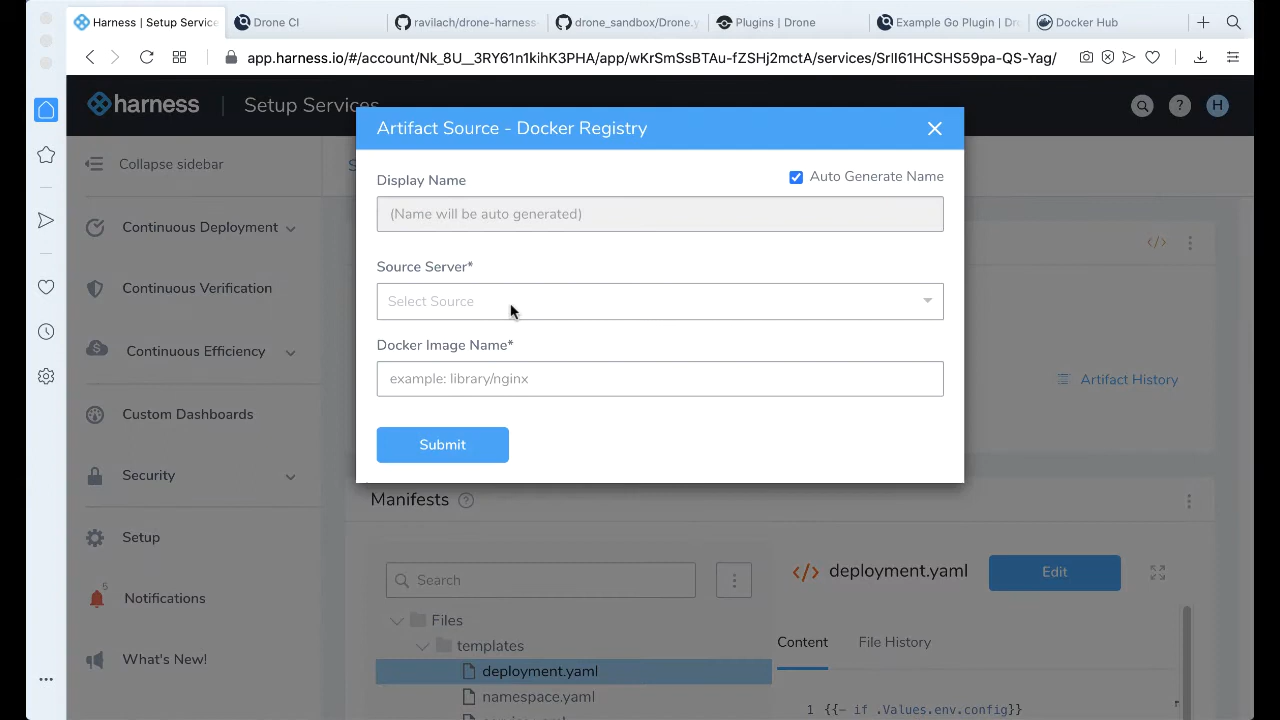 Harness | Setup Service
Drone CI
ravilach/drone-harness-
drone_sandbox/Drone.y
Plugins | Drone
Example Go Plugin | Dr
Docker Hub
app.harness.io/#/account/Nk_8U__3RY61n1kihK3PHA/app/wKrSmSsBTAu-fZSHj2mctA/services/SrlI61HCSHS59pa-QS-Yag/
harness | Setup Services
H
Artifact Source - Docker Registry
Collapse sidebar
S
Display Name
Auto Generate Name
(Name will be auto generated)
Continuous Deployment
Source Server*
Continuous Verification
Select Source
Docker Image Name*
Continuous Efficiency
example: library/nginx
Artifact History
Custom Dashboards
Submit
Security
Manifests
Setup
deployment.yaml
Edit
Search
5
Notifications
Files
templates
Content
File History
What's New!
deployment.yaml
namespace.yaml
1 {{- if .Values.env.config}}